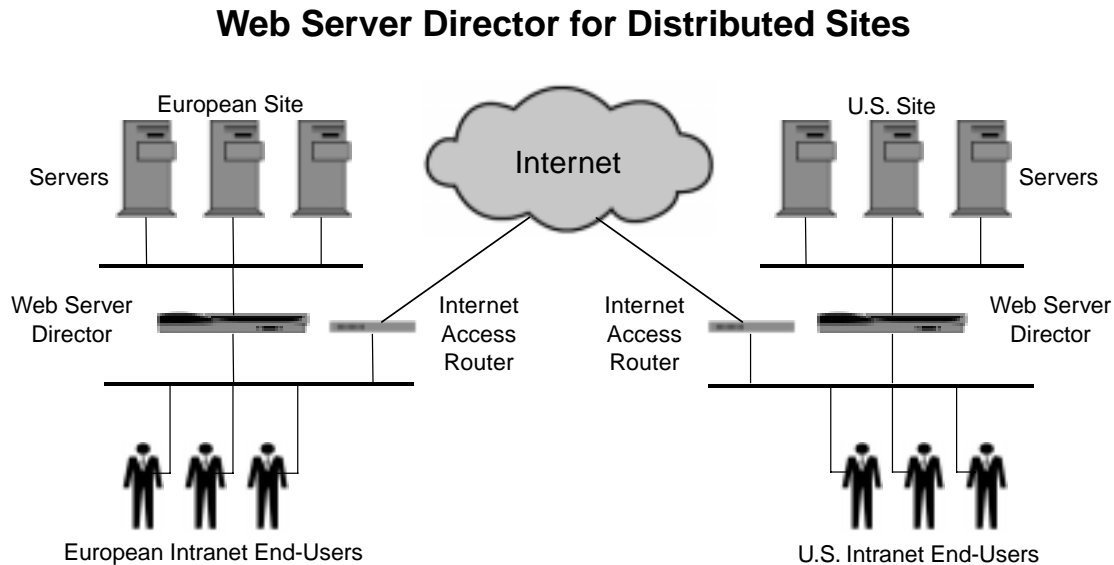 Web Server Director for Distributed Sites
European Site
U.S. Site
Internet
Servers
Servers
Web Server
Director
Internet
Access
Router
Internet
Access
Router
Web Server
Director
European Intranet End-Users
U.S. Intranet End-Users